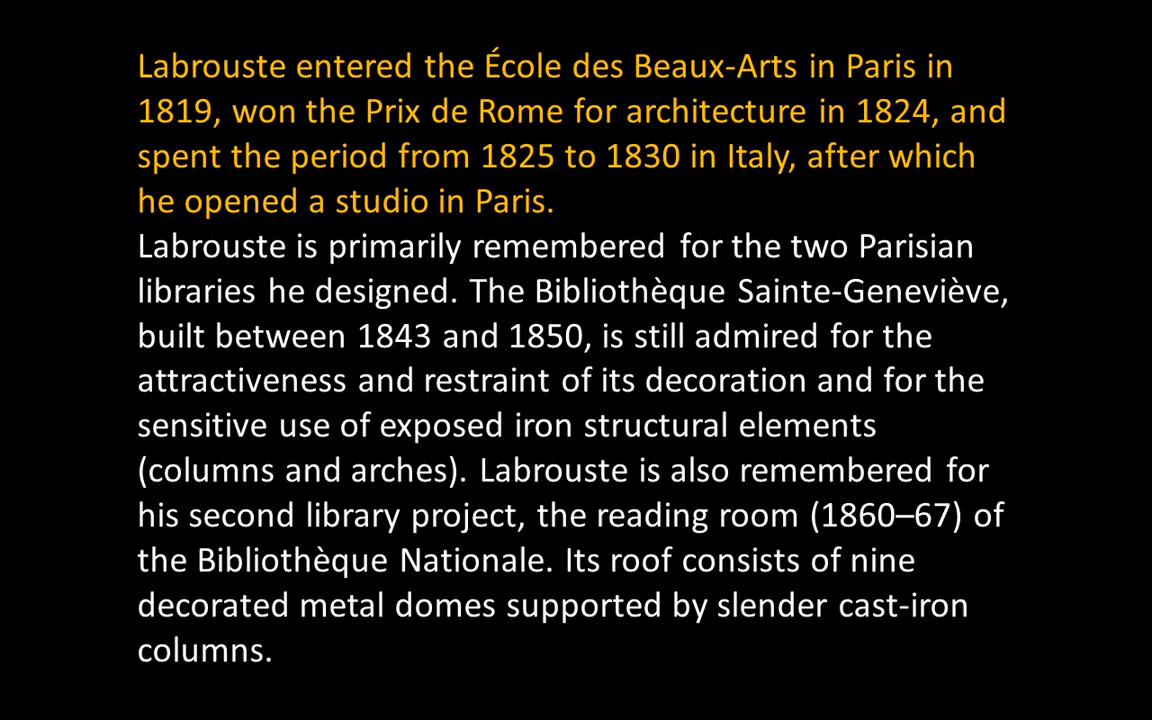 Labrouste entered the École des Beaux-Arts in Paris in
1819, won the Prix de Rome for architecture in 1824, and
spent the period from 1825 to 1830 in Italy, after which
he opened a studio in Paris.
Labrouste is primarily remembered for the two Parisian
libraries he designed. The Bibliothèque Sainte-Geneviève,
built between 1843 and 1850, is still admired for the
attractiveness and restraint of its decoration and for the
sensitive use of exposed iron structural elements
(columns and arches). Labrouste is also remembered for
his second library project, the reading room (1860–67) of
the Bibliothèque Nationale. Its roof consists of nine
decorated metal domes supported by slender cast-iron
columns.